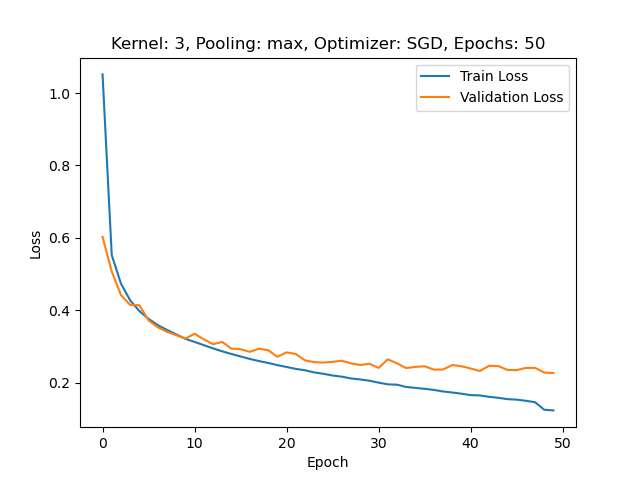 Kernel: 3, Pooling: max, Optimizer: SGD, Epochs: 50
Train Loss
Validation Loss
Loss
1.0
0.8
0.6
0.4
0.2
0
10
20
30
40
50
Epoch